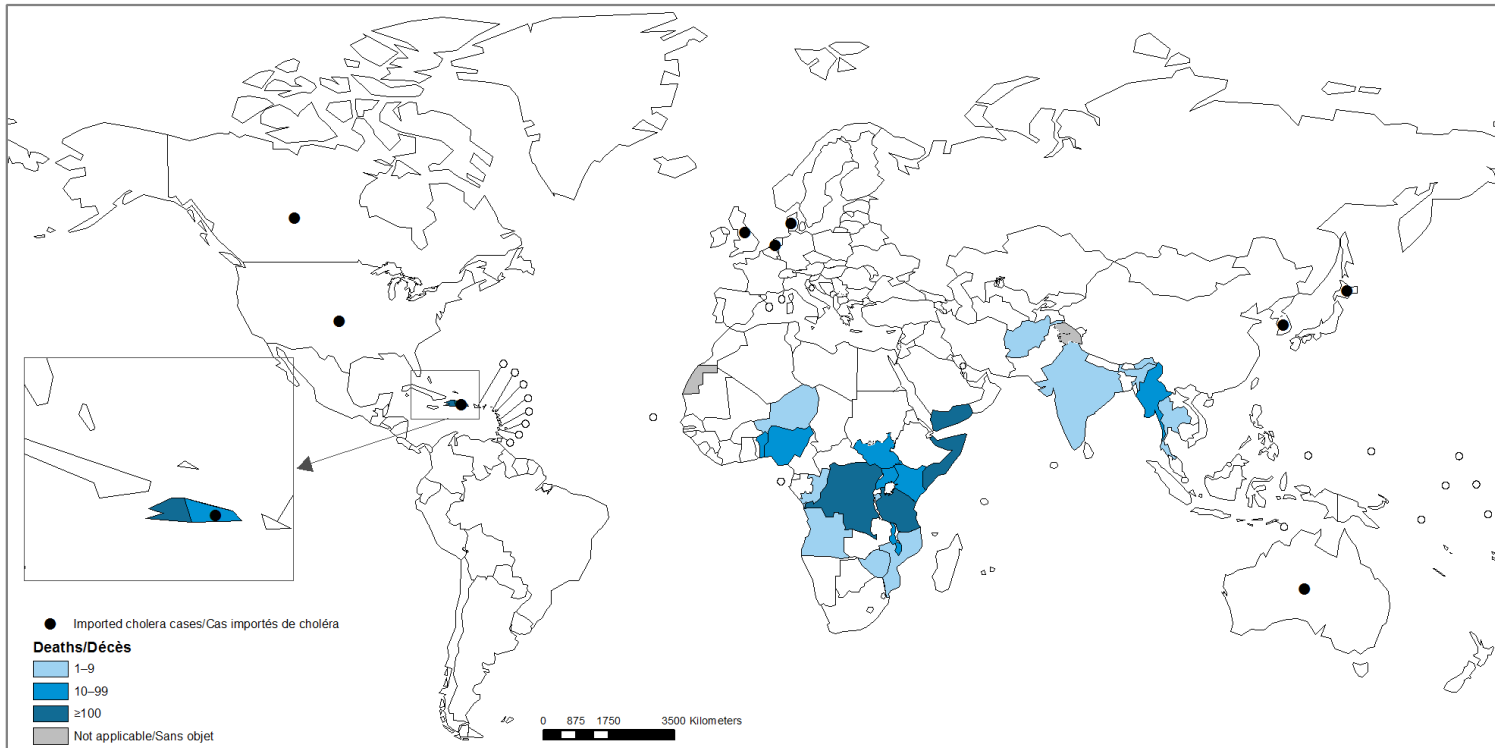 Imported cholera cases/Cas importés de choléra
Deaths/Décès
1–9
10–99
≥100
Not applicable/Sans objet
0 875 1750 3500 Kilometers